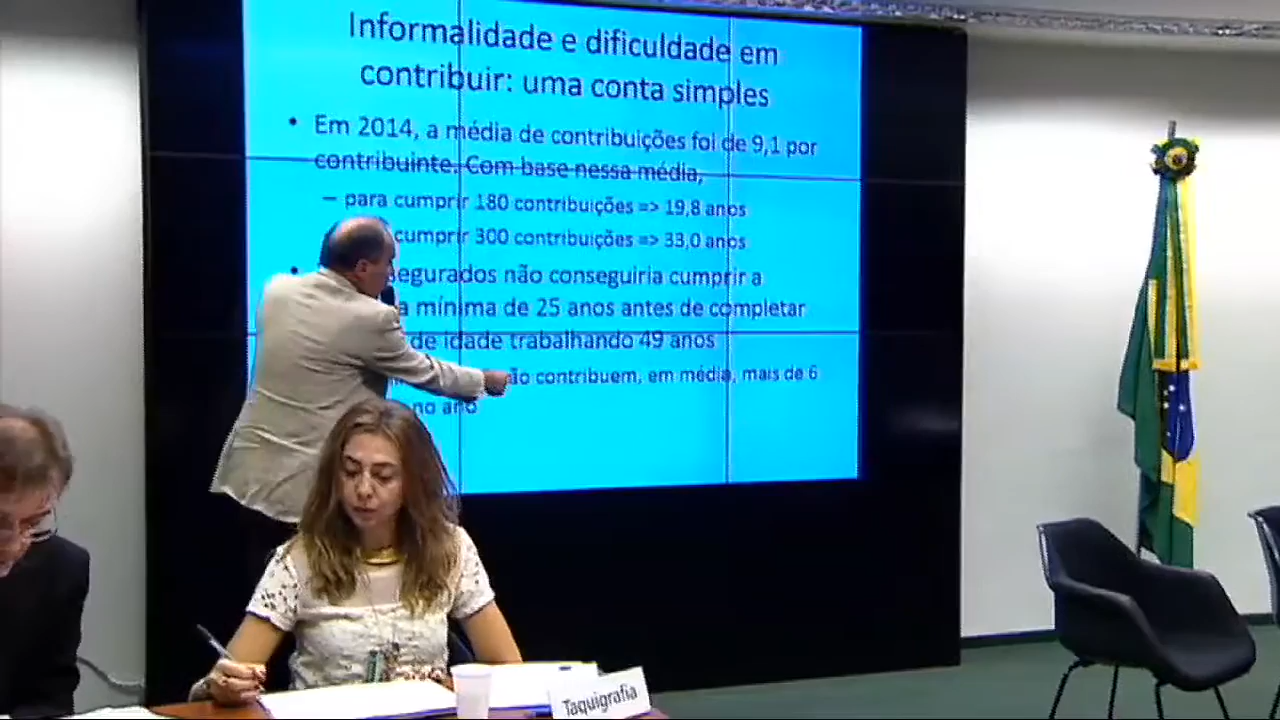 Informalidade e dificuldade em
contribuir: uma conta simples
• Em 2014, a média de contribuições foi de 9,1 por
contribuinte. Com base nessa média,
– para cumprir 180 contribuições => 19,8 anos
cumprir 300 contribuições => 33,0 anos
• segurados não conseguiria cumprir a
mínima de 25 anos antes de completar
de idade trabalhando 49 anos
contribuem, em média, mais de 6
no ano
Taquigrafia